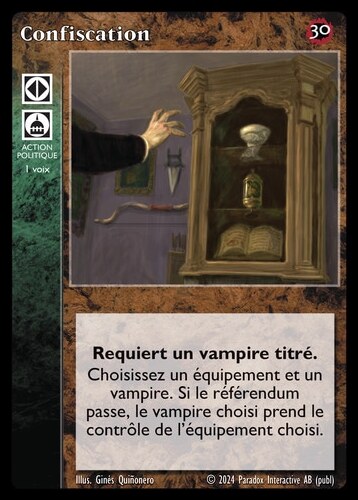 Confiscation
30
ACTION
POLITIQUE
1 voix
Requiert un vampire titré.
Choisissez un équipement et un
vampire. Si le référendum
passe, le vampire choisi prend le
contrôle de l'équipement choisi.
Illus. Ginés Quiñonero
© 2024 Paradox Interactive AB (publ)